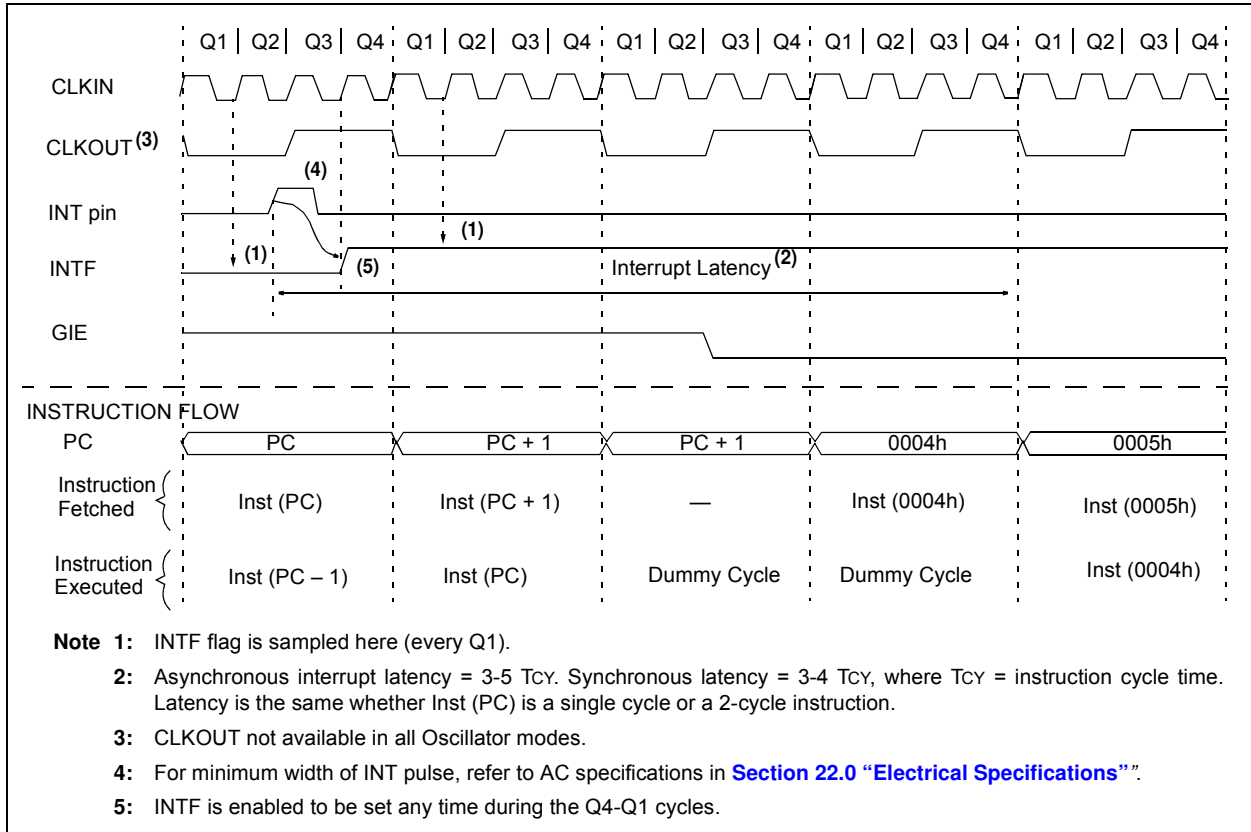 Q1 | Q2 | Q3 | Q4 Q1 | Q2 | Q3 | Q4 Q1 | Q2 | Q3 | Q4 Q1 | Q2 | Q3 | Q4 Q1 | Q2 | Q3 | Q4
CLKIN
CLKOUT (3)
(4)
INT pin
(1)
(1)
INTF
(5)
Interrupt Latency (2)
GIE
INSTRUCTION FLOW
PC PC PC + 1 PC + 1 0004h 0005h
Instruction
Fetched
Inst (PC) Inst (PC + 1) — Inst (0004h) Inst (0005h)
Instruction
Executed
Inst (PC – 1) Inst (PC) Dummy Cycle Dummy Cycle Inst (0004h)
Note 1: INTF flag is sampled here (every Q1).
2: Asynchronous interrupt latency = 3-5 TCY. Synchronous latency = 3-4 TCY, where TCY = instruction cycle time.
Latency is the same whether Inst (PC) is a single cycle or a 2-cycle instruction.
3: CLKOUT not available in all Oscillator modes.
4: For minimum width of INT pulse, refer to AC specifications in Section 22.0 “Electrical Specifications””.
5: INTF is enabled to be set any time during the Q4-Q1 cycles.